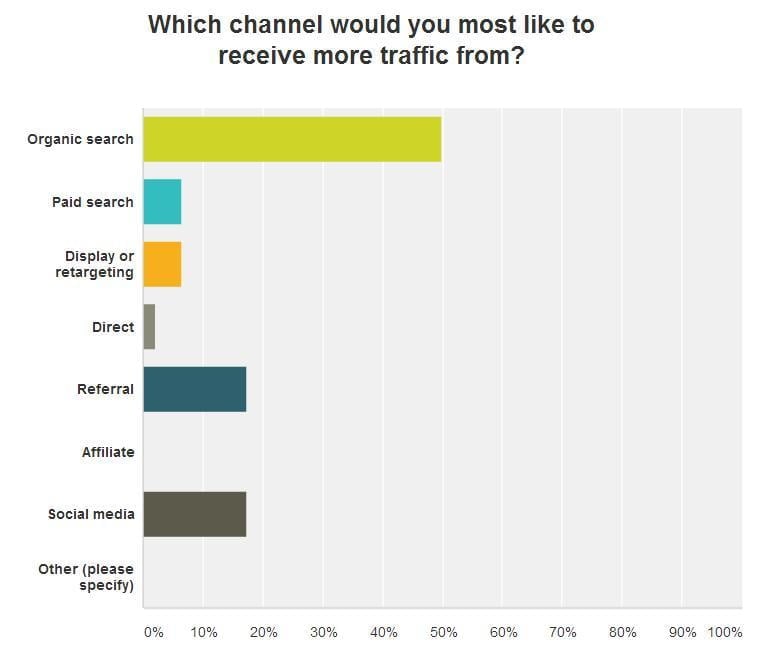 Which channel would you most like to
receive more traffic from?
Organic search
Paid search
Display or
retargeting
Direct
Referral
Affiliate
Social media
Other (please
specify)
0% 10% 20% 30% 40% 50% 60% 70% 80% 90% 100%